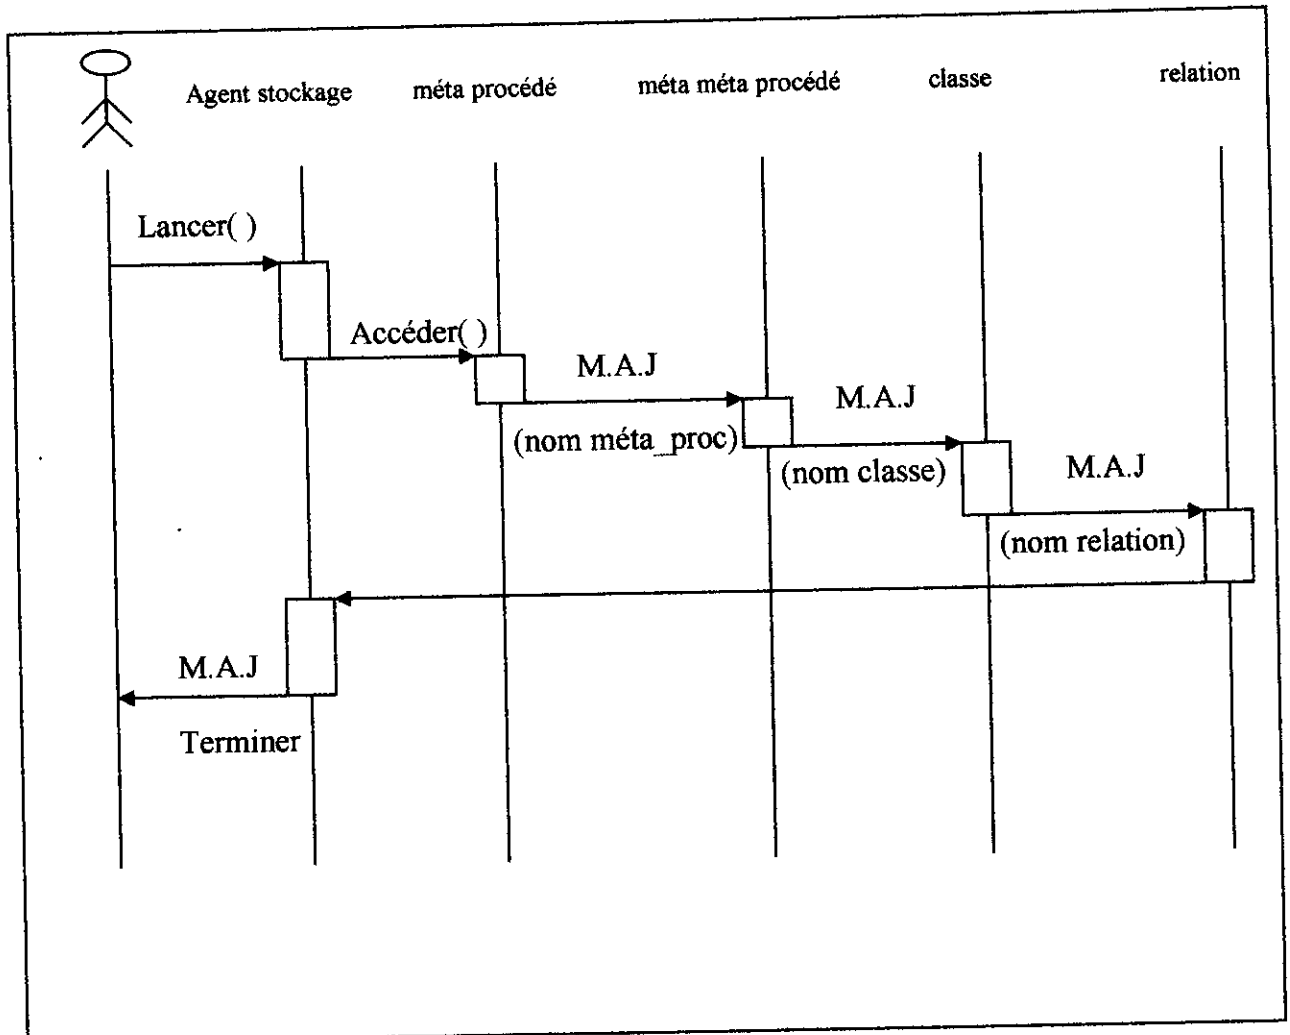 Agent stockage méta procédé méta méta procédé classe relation
Lancer( )
Accéder( )
M.A.J
(nom méta_proc)
M.A.J
(nom classe)
M.A.J
(nom relation)
M.A.J
Terminer